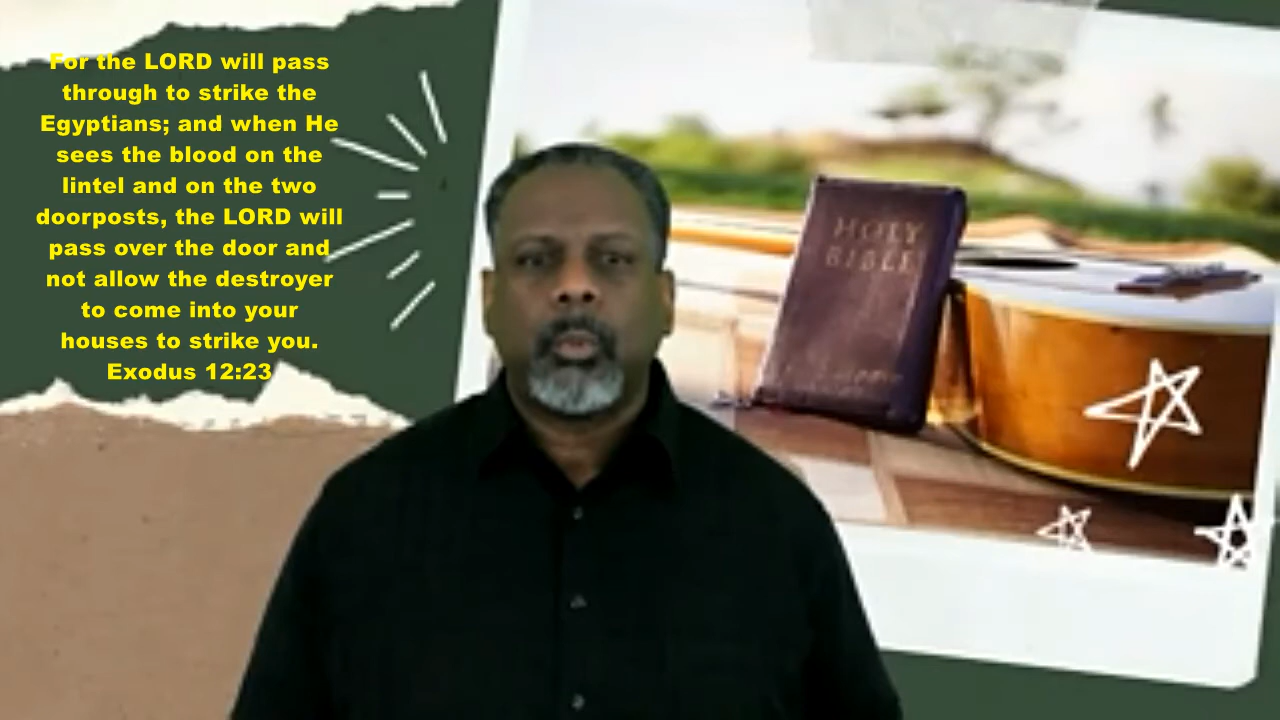 For the LORD will pass
through to strike the
Egyptians; and when He
sees the blood on the
lintel and on the two
doorposts, the LORD will
pass over the door and
not allow the destroyer
to come into your
houses to strike you.
Exodus 12:23
HOLY
BIBLE